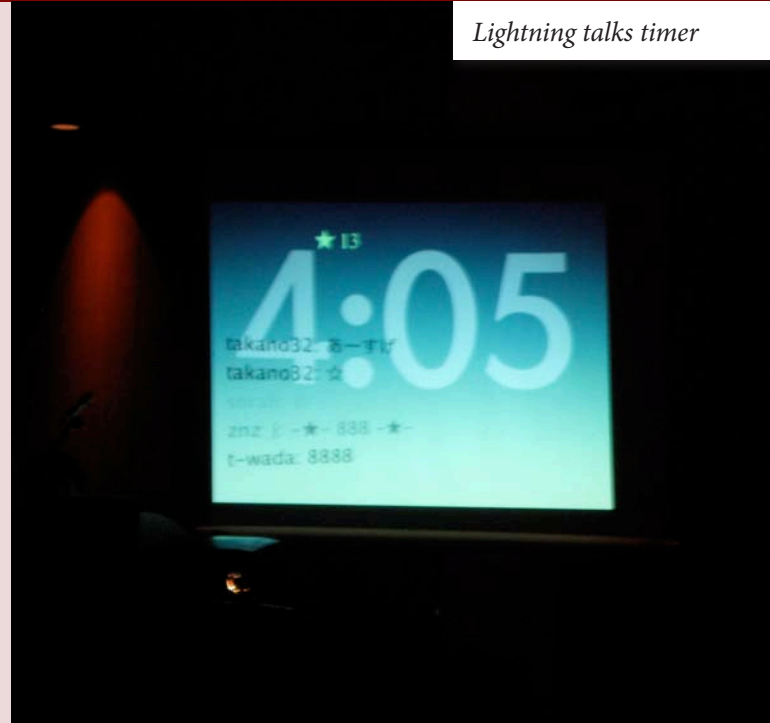 Lightning talks timer
★ 13
4:05
takano32: あーすげ
takano32: ☆
znz -★- 888 -★-
t-wada: 8888